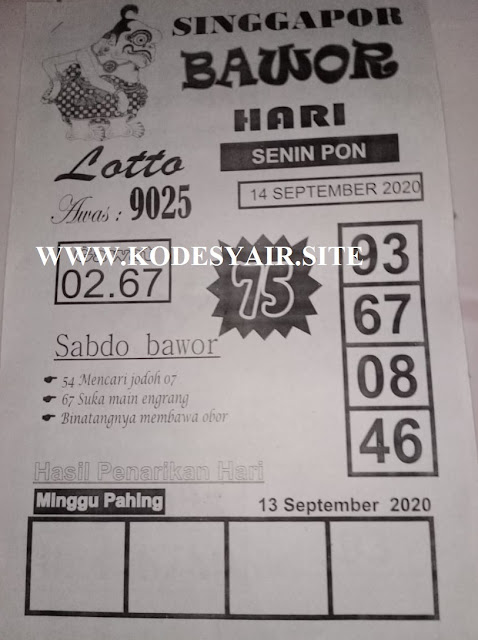 SINGGAPOR
BAWOR
HARI
Lotto
SENIN PON
Awas : 9025
14 SEPTEMBER 2020
WWW.KODESYAIR.SITE
02.67
75
93
67
08
46
Sabdo bawor
54 Mencari jodoh 07
67 Suka main engrang
Binatangnya membawa obor
Hasil Penarikan Hari
Minggu Pahing
13 September 2020